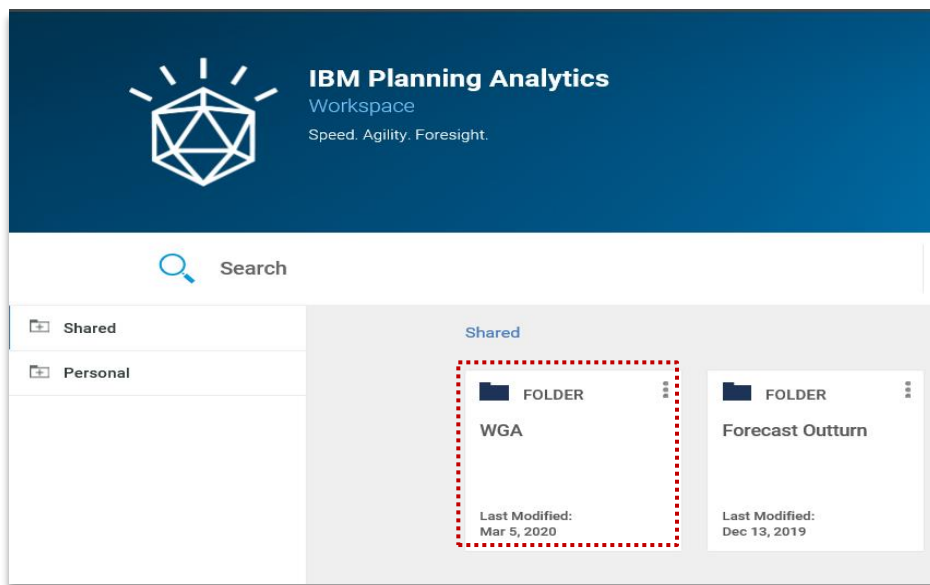 IBM Planning Analytics
Workspace
Speed. Agility. Foresight.
Search
Shared
Personal
Shared
FOLDER
WGA
Last Modified:
Mar 5, 2020
FOLDER
Forecast Outturn
Last Modified:
Dec 13, 2019